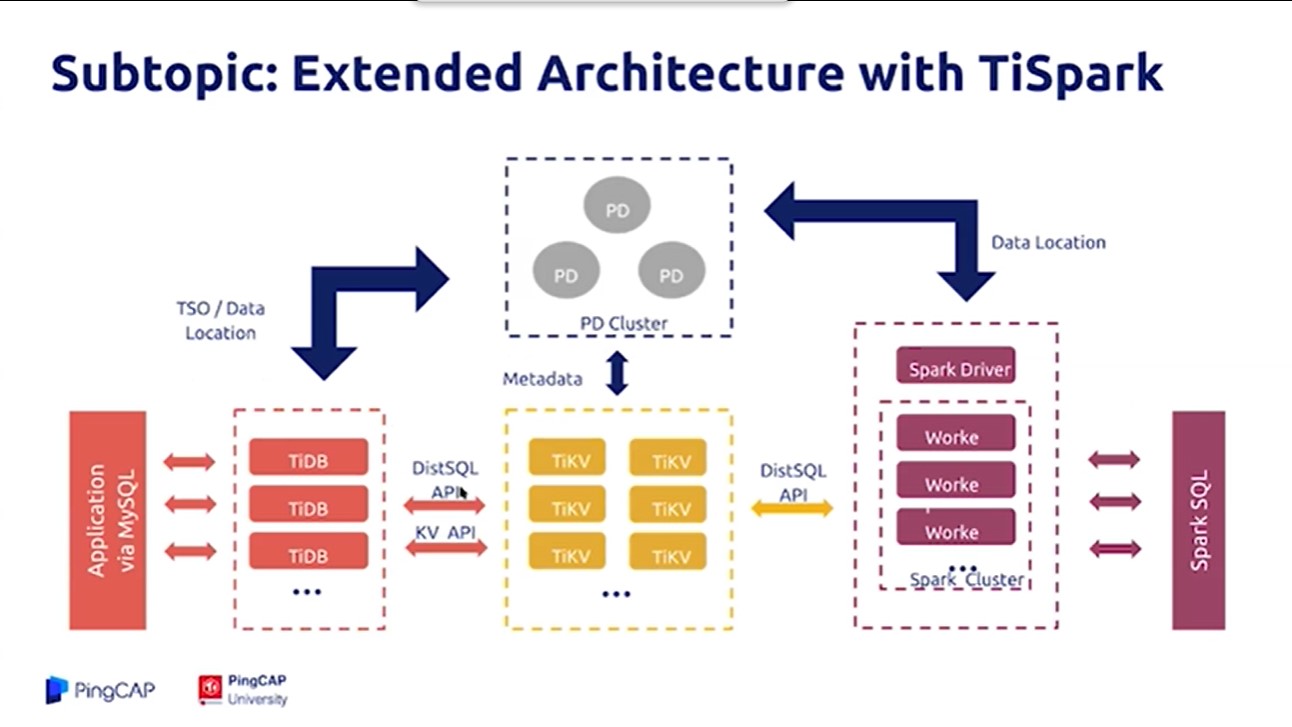 Subtopic: Extended Architecture with TiSpark
PD
PD
PD
PD Cluster
TSO / Data
Location
Data Location
Metadata
Application
via MySQL
TiDB
TiDB
TiDB
...
DistSQL
API
KV API
TiKV
TiKV
TiKV
TiKV
TiKV
TiKV
...
DistSQL
API
Spark Driver
Worke
Worke
Worke
...
Spark Cluster
Spark SQL
PingCAP
Ti
PingCAP
University